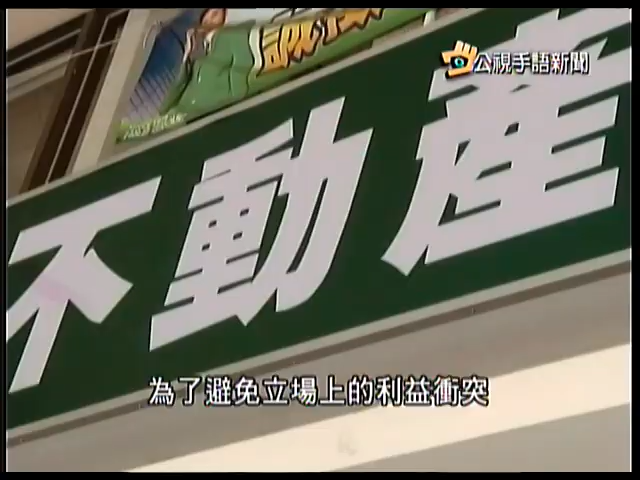 公視手語新聞
不動產
為了避免立場上的利益衝突